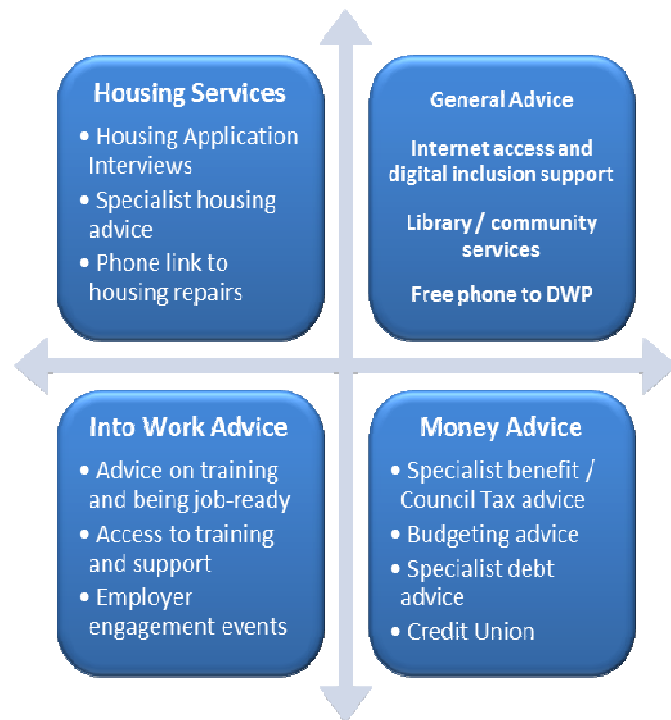 Housing Services
• Housing Application
Interviews
• Specialist housing
advice
• Phone link to
housing repairs
General Advice
Internet access and
digital inclusion support
Library / community
services
Free phone to DWP
Into Work Advice
• Advice on training
and being job-ready
• Access to training
and support
• Employer
engagement events
Money Advice
• Specialist benefit /
Council Tax advice
• Budgeting advice
• Specialist debt
advice
• Credit Union